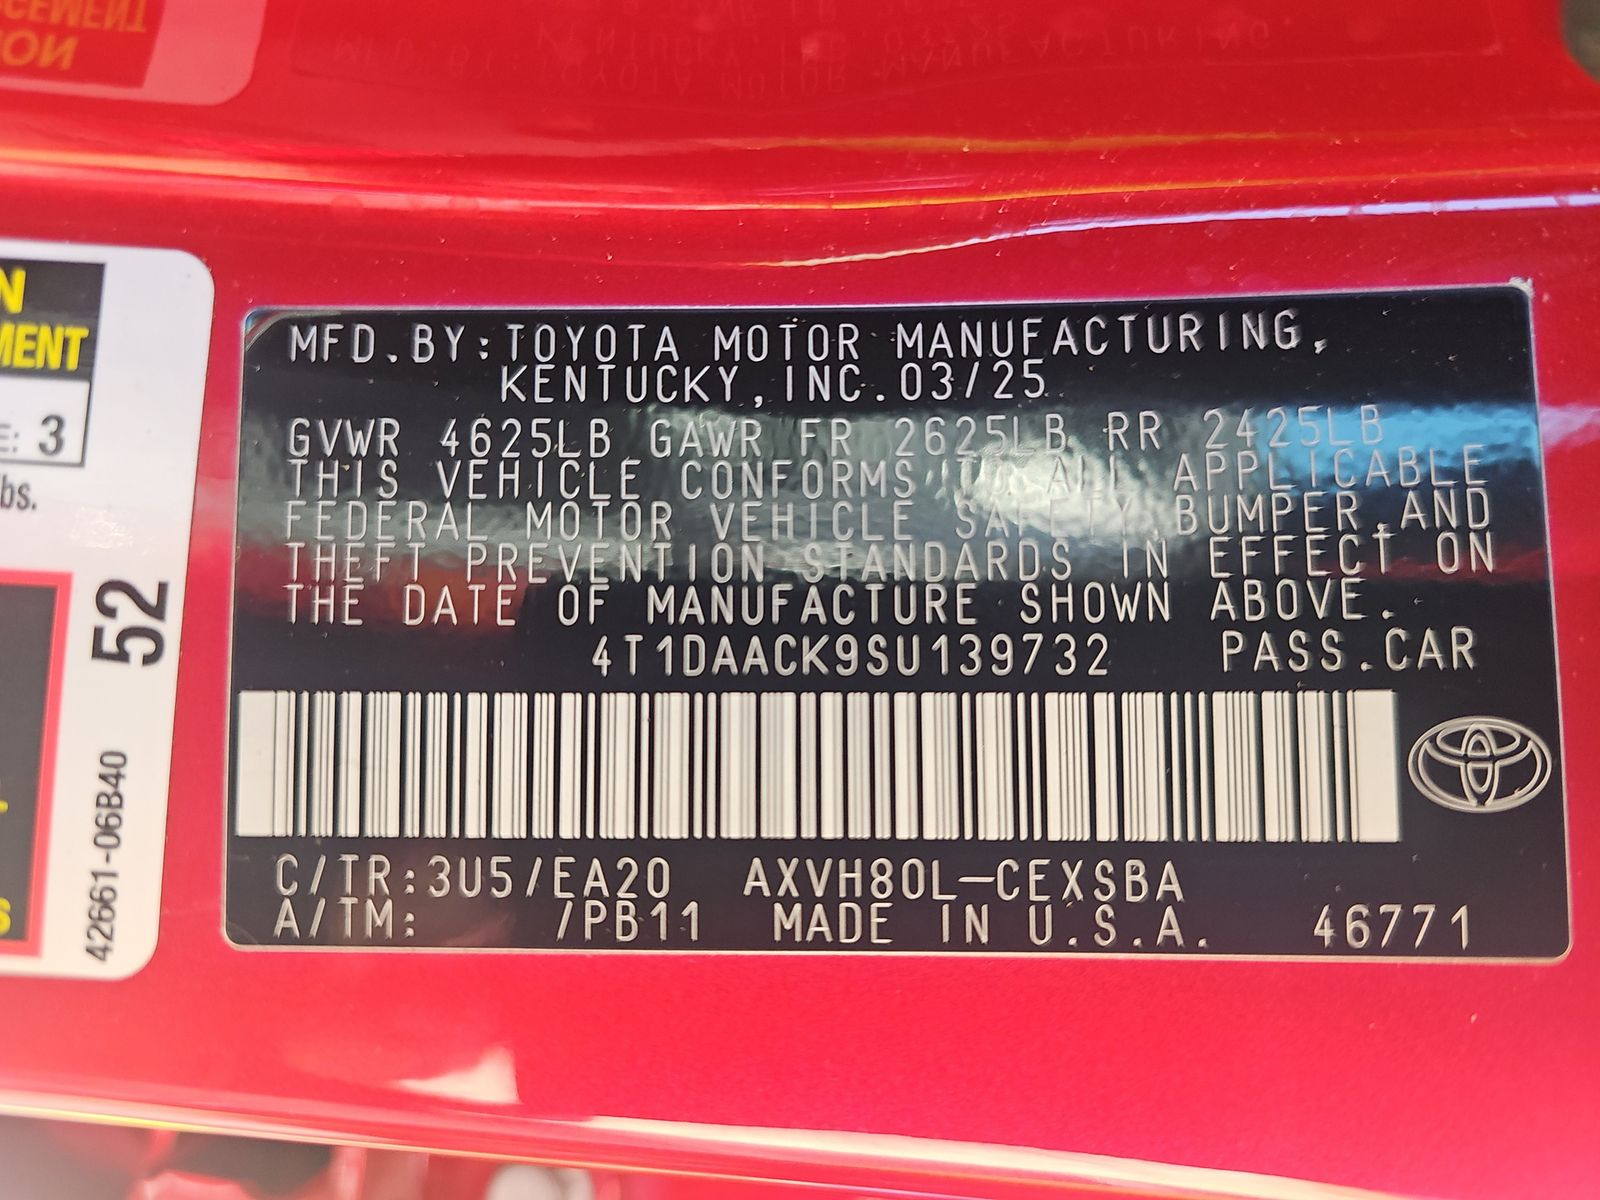 MFD.BY:TOYOTA MOTOR MANUFACTURING,
KENTUCKY,INC. 03/25
GVWR 4625LB GAWR FR 2625LB RR 2425LB
THIS VEHICLE CONFORMS TO ALL APPLICABLE
FEDERAL MOTOR VEHICLE SAFETY,BUMPER,AND
THEFT PREVENTION STANDARDS IN EFFECT ON
THE DATE OF MANUFACTURE SHOWN ABOVE.
4T1DAACK9SU139732 PASS.CAR
C/TR:3U5/EA20 AXVH80L-CEXSBA
A/TM: /PB11 MADE IN U.S.A. 46771
N
MENT
E: 3
bs.
52
42661-06B40
S
CEMENT
ION